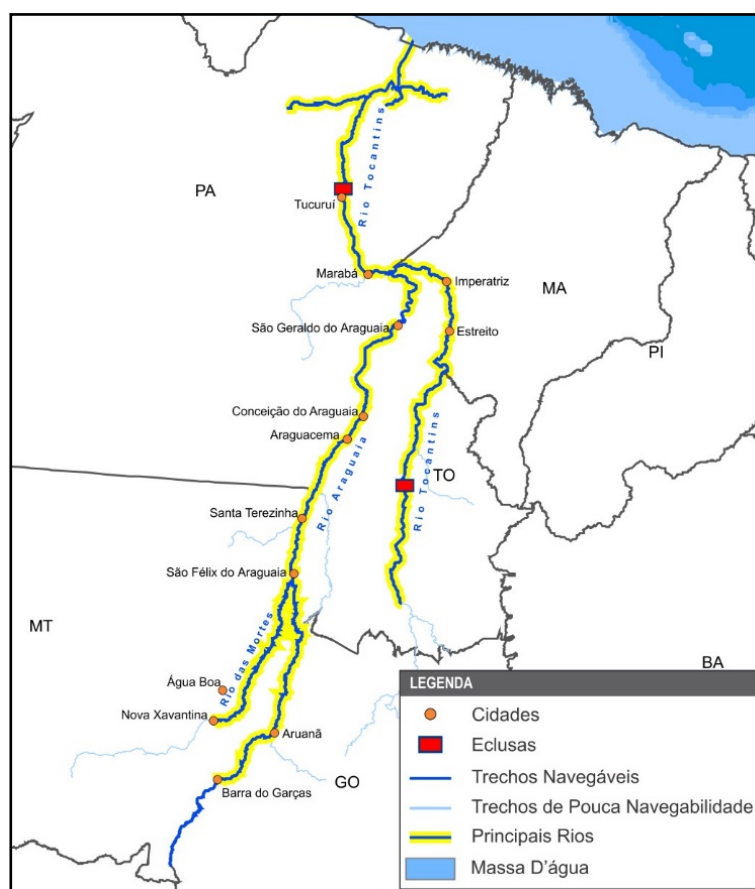 PA
Rio Tocantins
Tucuruí
Marabá
Imperatriz
MA
São Geraldo do Araguaia
Estreito
PI
Conceição do Araguaia
Araguacema
Rio Araguaia
Rio Tocantins
TO
Santa Terezinha
São Félix do Araguaia
MT
Rio das Mortes
Água Boa
Nova Xavantina
Aruanã
Barra do Garças
GO
BA
LEGENDA
Cidades
Eclusas
Trechos Navegáveis
Trechos de Pouca Navegabilidade
Principais Rios
Massa D'água